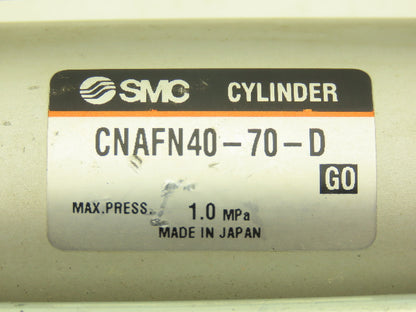 SMC CYLINDER
CNAFN40-70-D
GO
MAX.PRESS. 1.0 MPa
MADE IN JAPAN